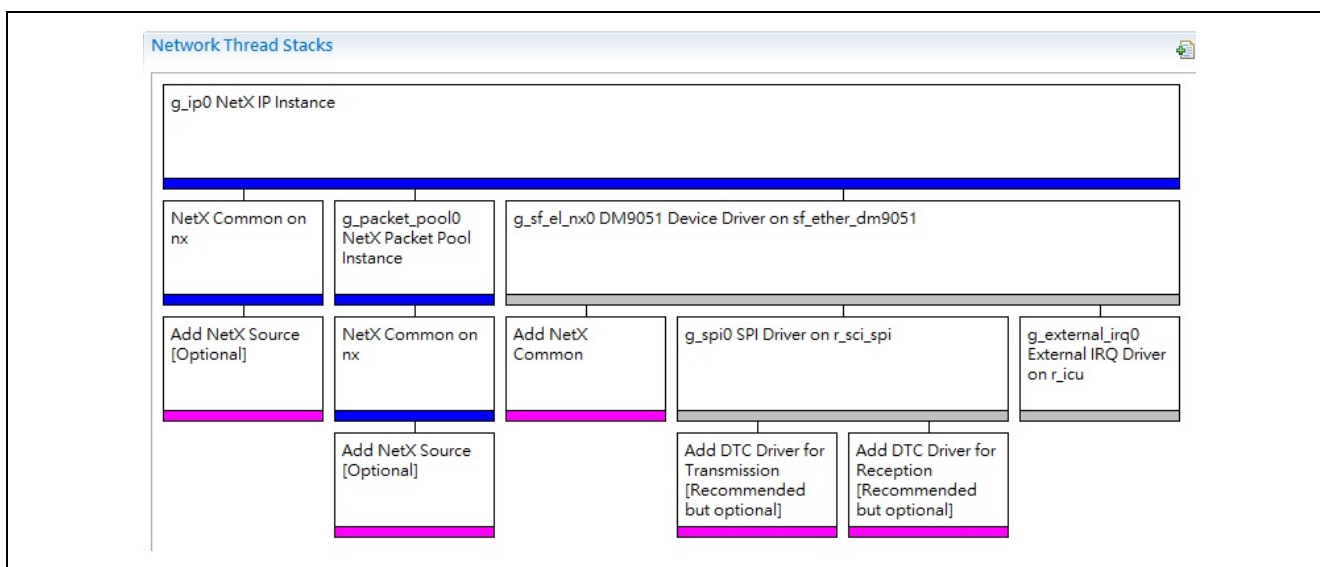 Network Thread Stacks
g_ip0 NetX IP Instance
NetX Common on
nx
g_packet_pool0
NetX Packet Pool
Instance
g_sf_el_nx0 DM9051 Device Driver on sf_ether_dm9051
Add NetX Source
[Optional]
NetX Common on
nx
Add NetX
Common
g_spi0 SPI Driver on r_sci_spi
g_external_irq0
External IRQ Driver
on r_icu
Add NetX Source
[Optional]
Add DTC Driver for
Transmission
[Recommended
but optional]
Add DTC Driver for
Reception
[Recommended
but optional]